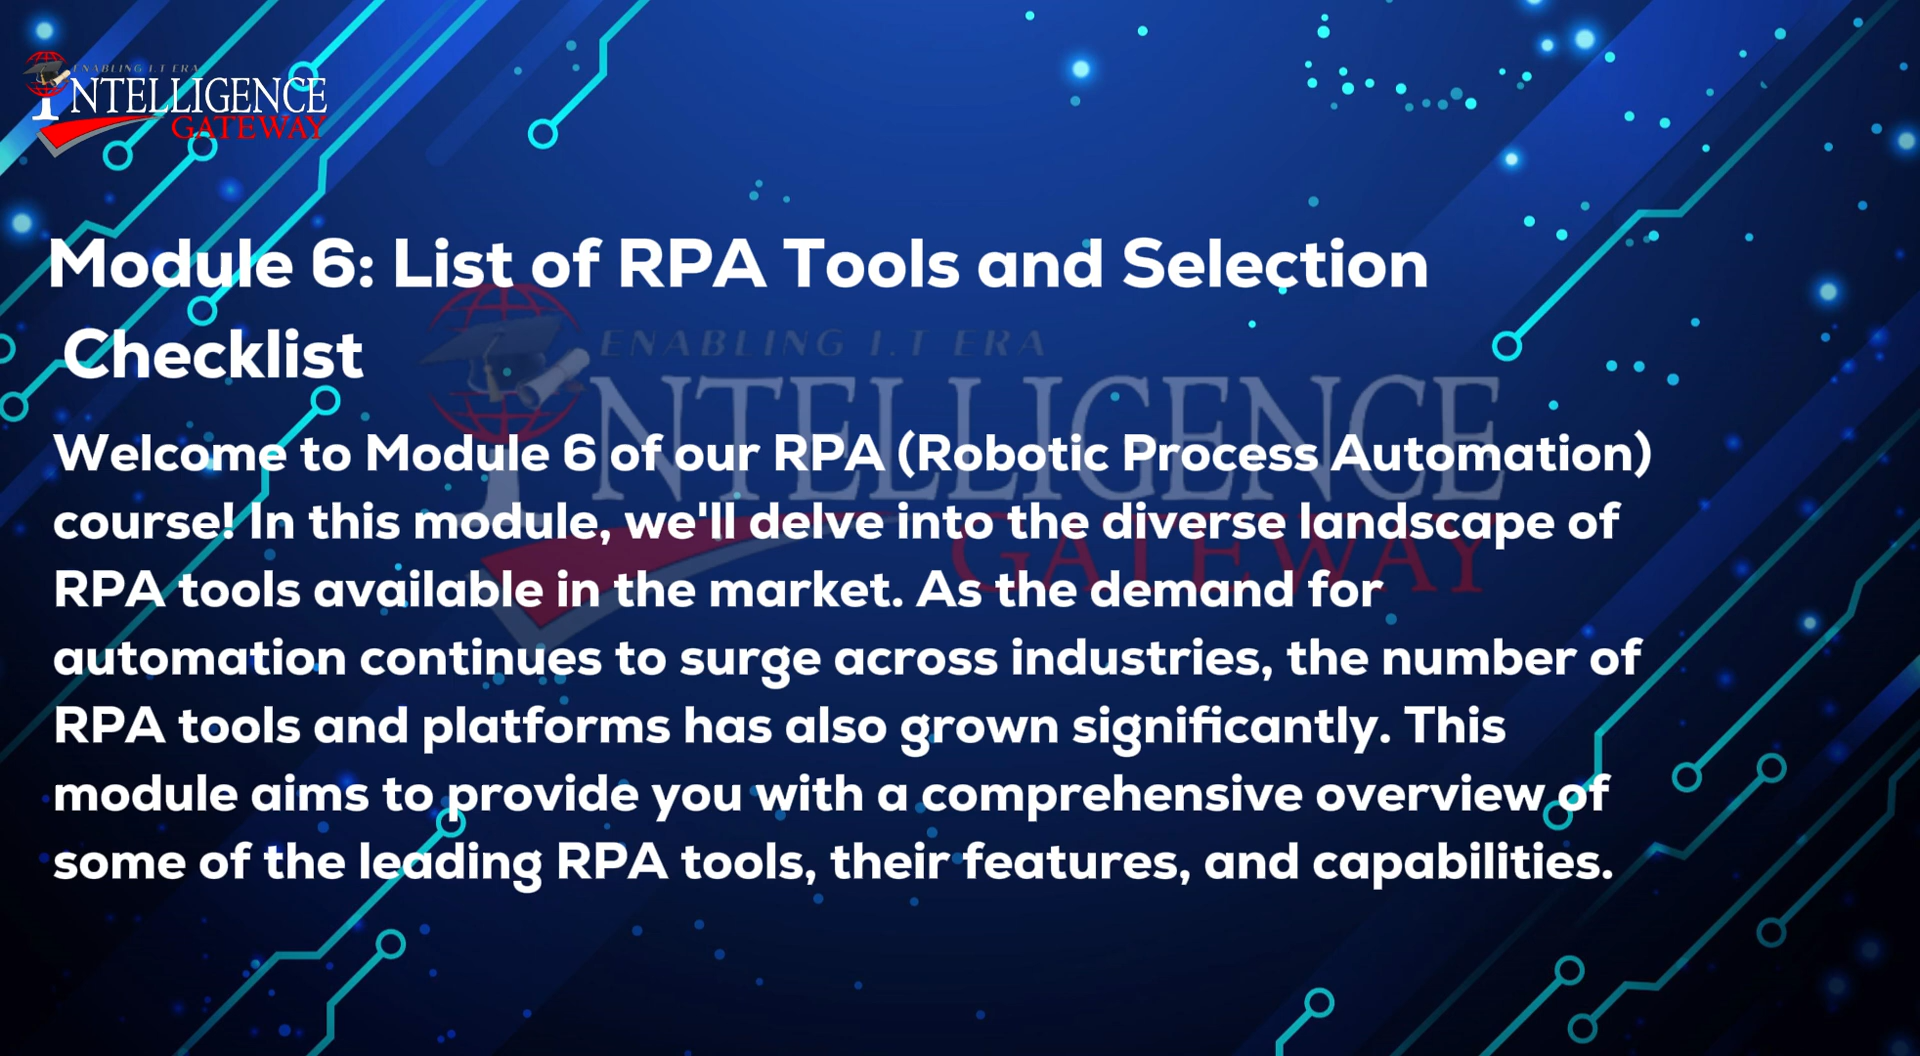 ENABLING I.T ERA
INTELLIGENCE
GATEWAY
Module 6: List of RPA Tools and Selection
Checklist
ENABLING I.T ERA
INTELLIGENCE
GATEWAY
Welcome to Module 6 of our RPA (Robotic Process Automation)
course! In this module, we'll delve into the diverse landscape of
RPA tools available in the market. As the demand for
automation continues to surge across industries, the number of
RPA tools and platforms has also grown significantly. This
module aims to provide you with a comprehensive overview of
some of the leading RPA tools, their features, and capabilities.